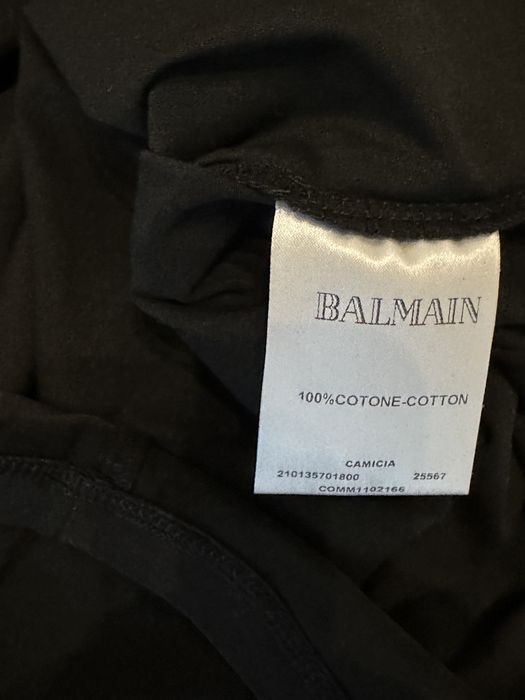 BALMAIN
100%COTONE-COTTON
CAMICIA
210135701800 25567
COMM1102166